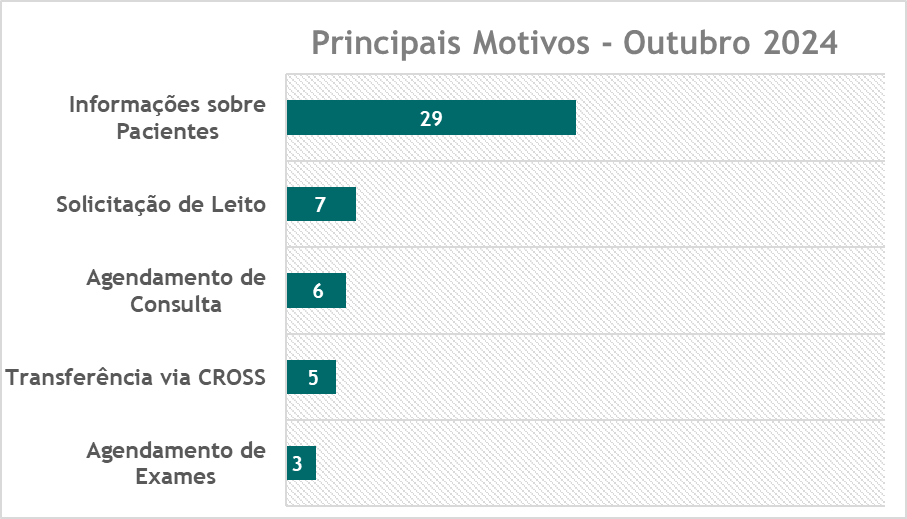 Principais Motivos - Outubro 2024
Informações sobre
Pacientes
29
Solicitação de Leito
7
Agendamento de
Consulta
6
Transferência via CROSS
5
Agendamento de
Exames
3